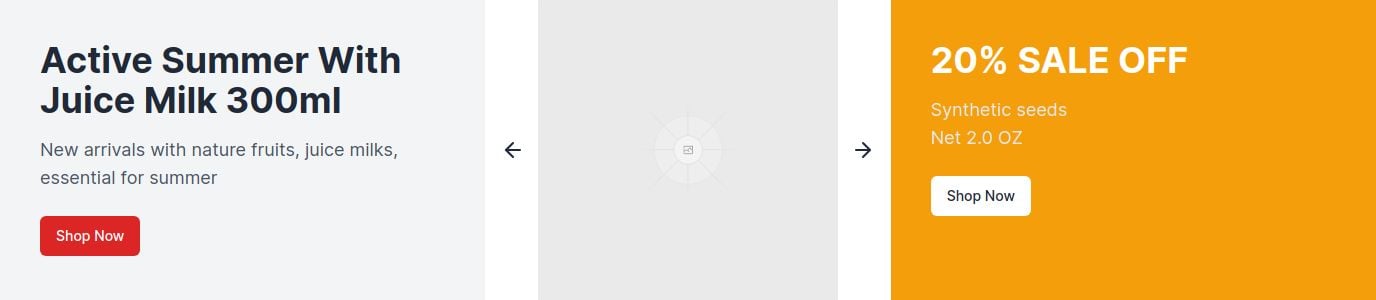 Active Summer With
Juice Milk 300ml
New arrivals with nature fruits, juice milks,
essential for summer
Shop Now
20% SALE OFF
Synthetic seeds
Net 2.0 OZ
Shop Now